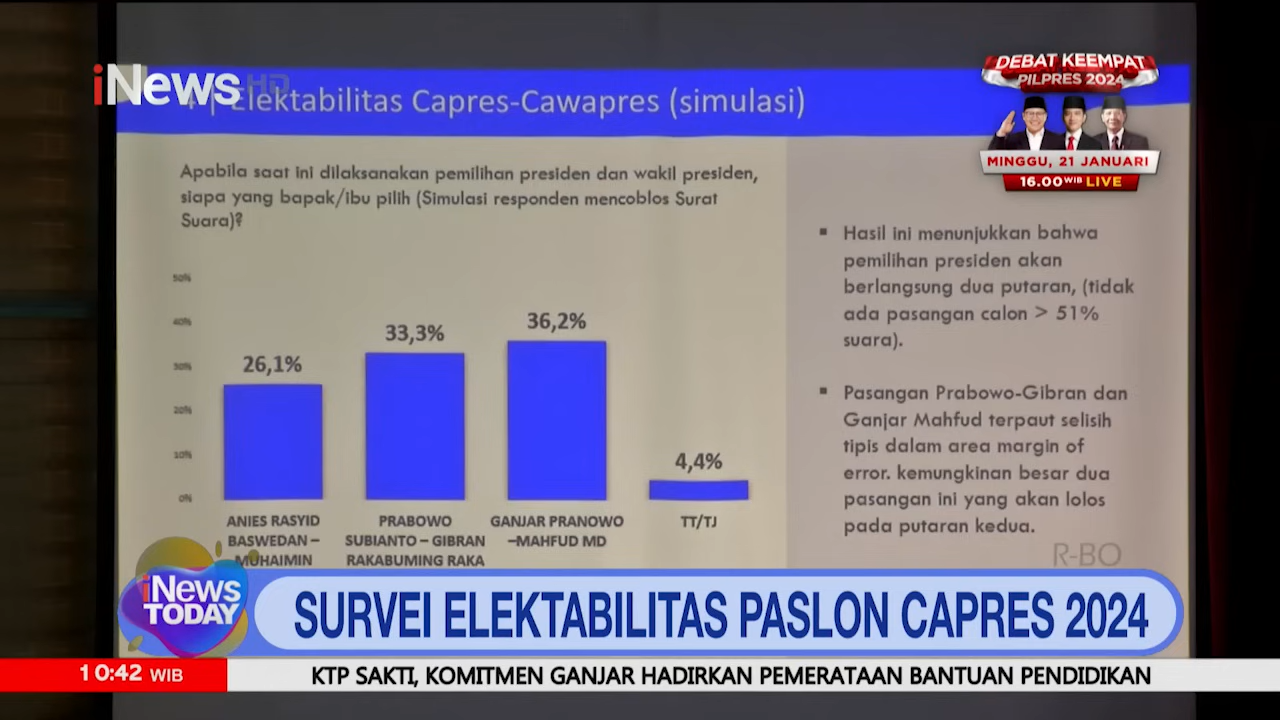 iNews
HD
| Elektabilitas Capres-Cawapres (simulasi)
DEBAT KEEMPAT
PILPRES 2024
MINGGU, 21 JANUARI
16.00 WIB LIVE
Apabila saat ini dilaksanakan pemilihan presiden dan wakil presiden,
siapa yang bapak/ibu pilih (Simulasi responden mencoblos Surat
Suara)?
50%
40%
30%
20%
10%
0%
26,1%
33,3%
36,2%
4,4%
ANIES RASYID
BASWEDAN –
MUHAIMIN
PRABOWO
SUBIANTO – GIBRAN
RAKABUMING RAKA
GANJAR PRANOWO
–MAHFUD MD
TT/TJ
▪ Hasil ini menunjukkan bahwa
pemilihan presiden akan
berlangsung dua putaran, (tidak
ada pasangan calon > 51%
suara).
▪ Pasangan Prabowo-Gibran dan
Ganjar Mahfud terpaut selisih
tipis dalam area margin of
error. kemungkinan besar dua
pasangan ini yang akan lolos
pada putaran kedua.
R-BO
iNews
TODAY
SURVEI ELEKTABILITAS PASLON CAPRES 2024
10:42 WIB
KTP SAKTI, KOMITMEN GANJAR HADIRKAN PEMERATAAN BANTUAN PENDIDIKAN